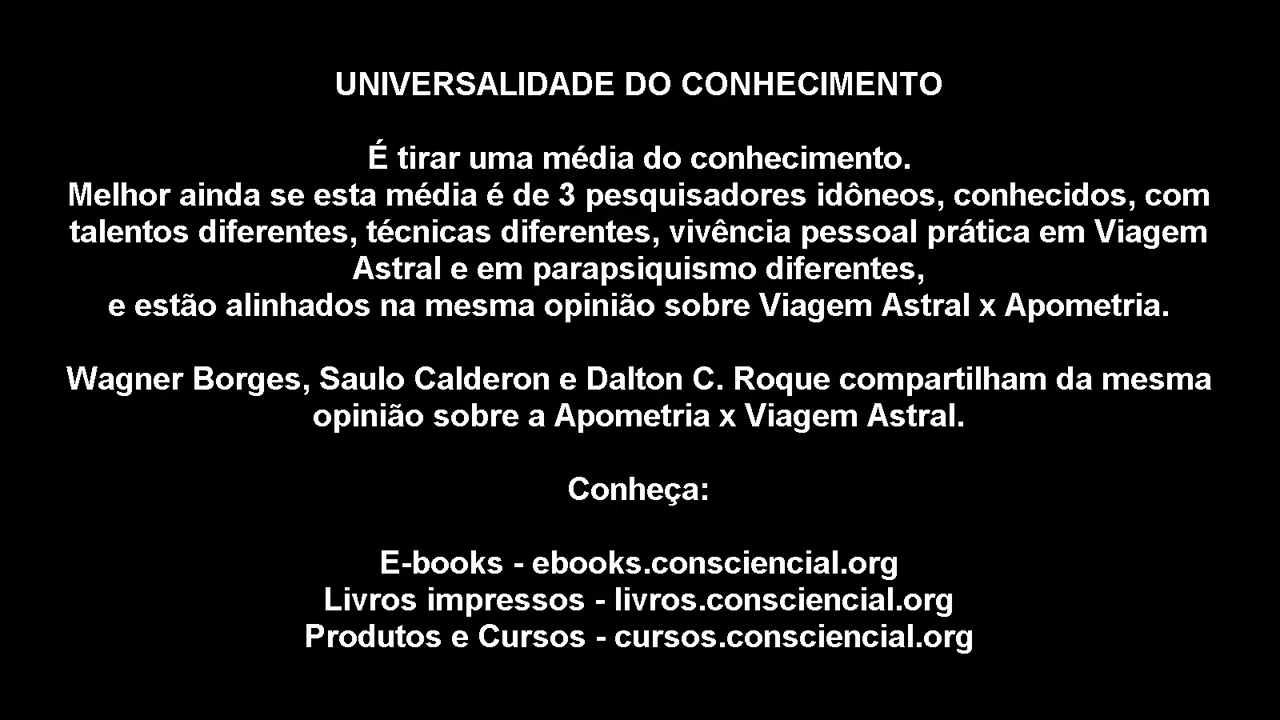 UNIVERSALIDADE DO CONHECIMENTO
É tirar uma média do conhecimento.
Melhor ainda se esta média é de 3 pesquisadores idôneos, conhecidos, com
talentos diferentes, técnicas diferentes, vivência pessoal prática em Viagem
Astral e em parapsiquismo diferentes,
e estão alinhados na mesma opinião sobre Viagem Astral x Apometria.
Wagner Borges, Saulo Calderon e Dalton C. Roque compartilham da mesma
opinião sobre a Apometria x Viagem Astral.
Conheça:
E-books - ebooks.consciencial.org
Livros impressos - livros.consciencial.org
Produtos e Cursos - cursos.consciencial.org